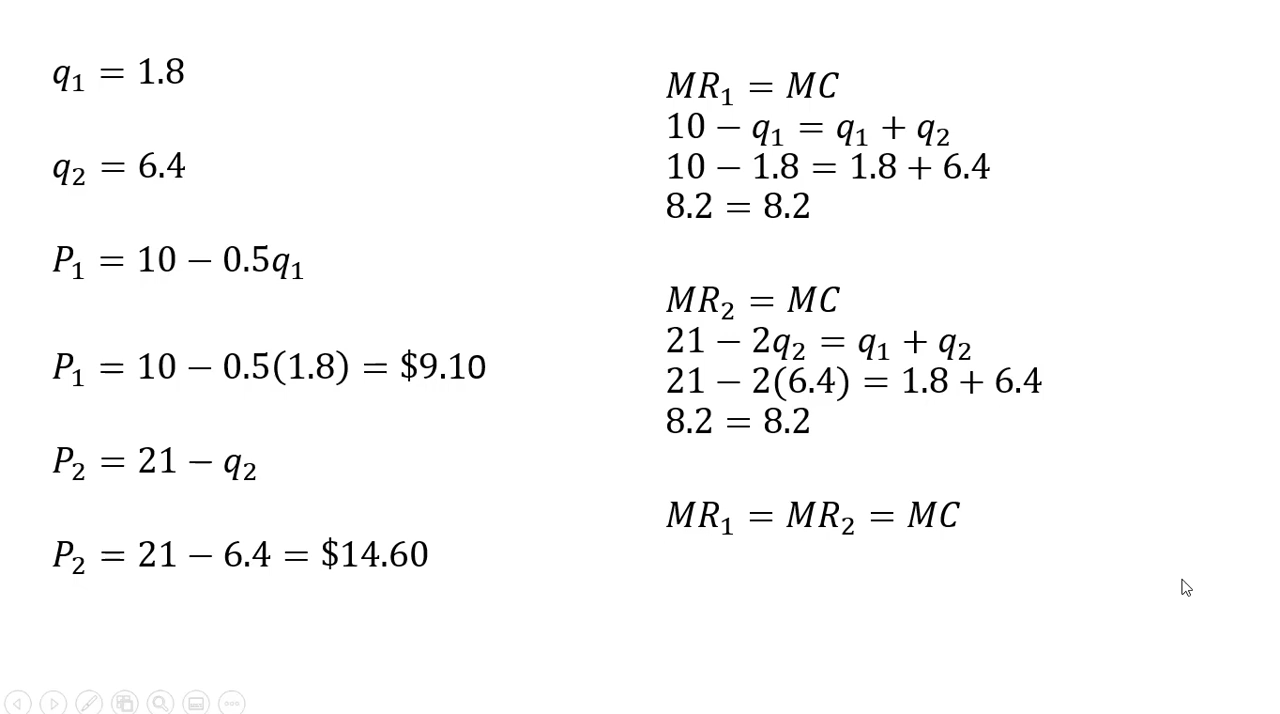 q₁ = 1.8
q₂ = 6.4
P₁ = 10 − 0.5q₁
P₁ = 10 − 0.5(1.8) = $9.10
P₂ = 21 − q₂
P₂ = 21 − 6.4 = $14.60
MR₁ = MC
10 − q₁ = q₁ + q₂
10 − 1.8 = 1.8 + 6.4
8.2 = 8.2
MR₂ = MC
21 − 2q₂ = q₁ + q₂
21 − 2(6.4) = 1.8 + 6.4
8.2 = 8.2
MR₁ = MR₂ = MC